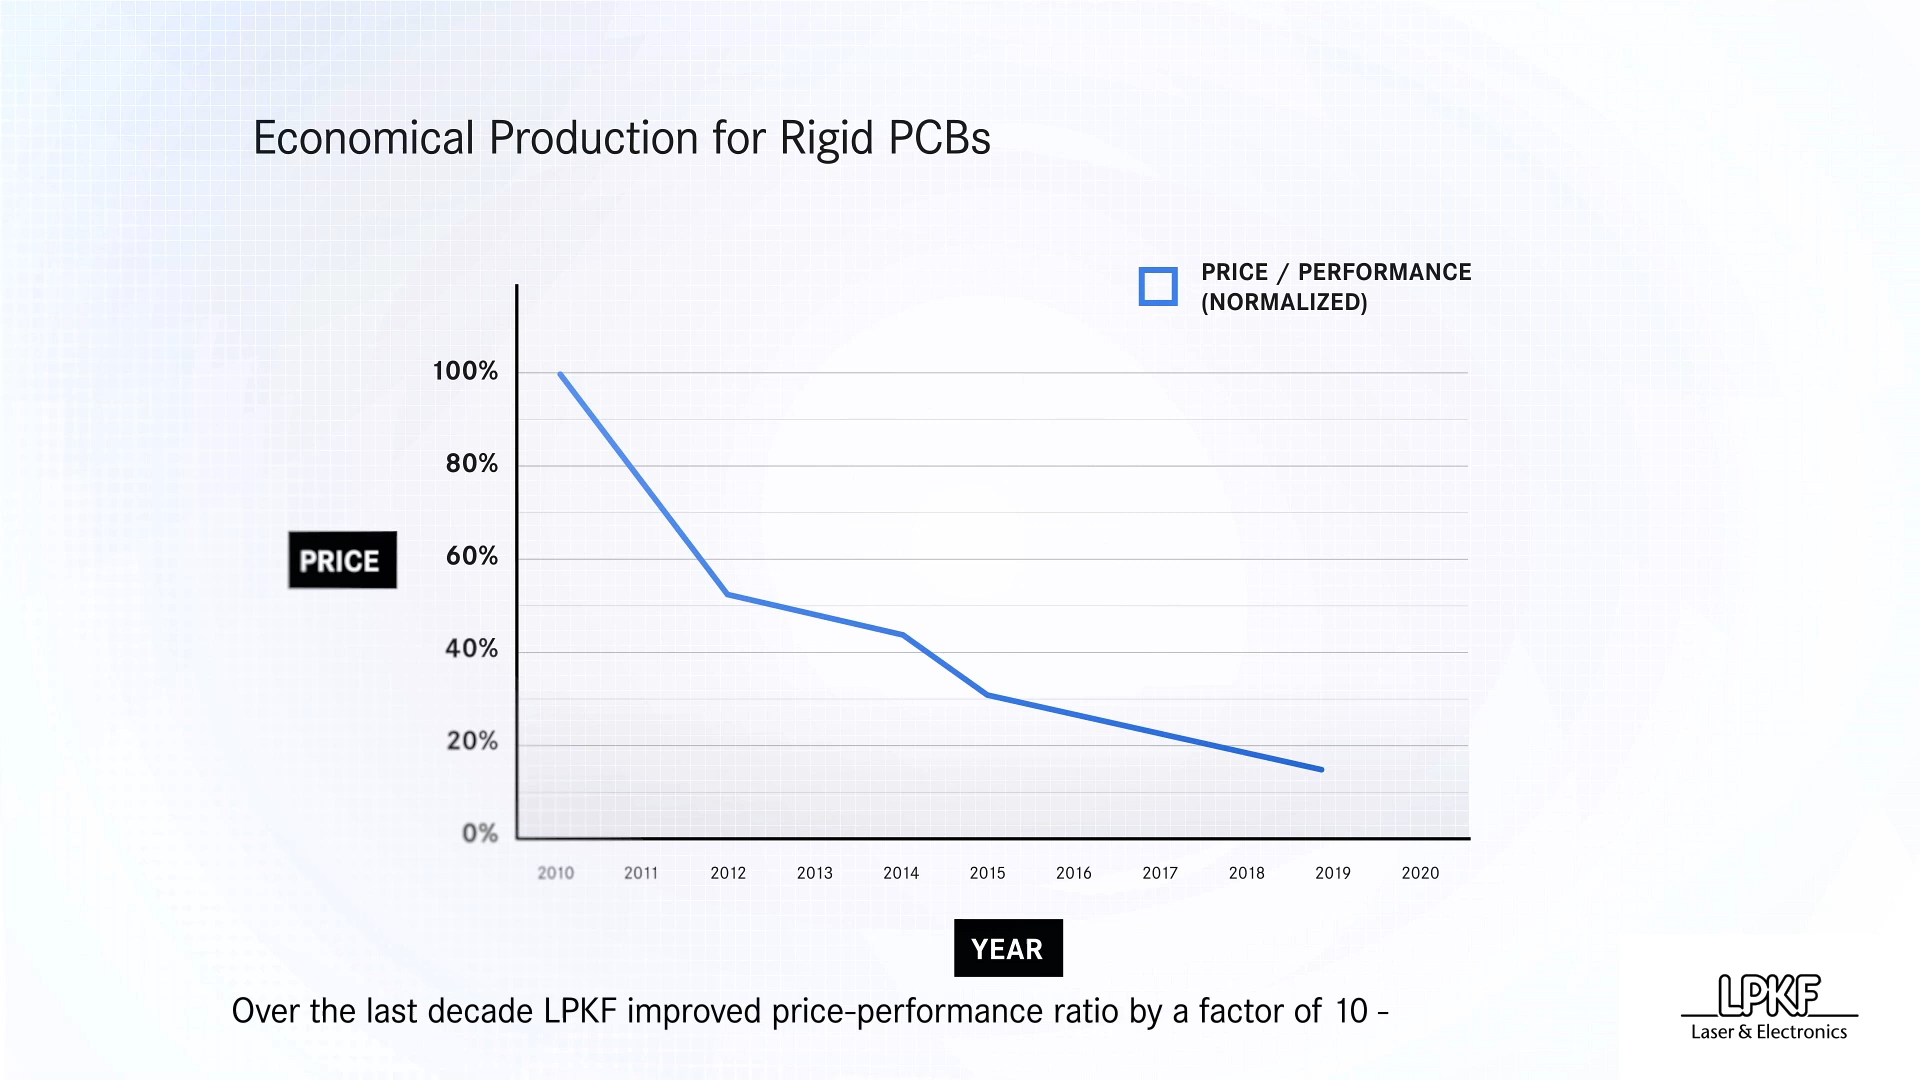 Economical Production for Rigid PCBs
PRICE / PERFORMANCE
(NORMALIZED)
100%
80%
60%
PRICE
40%
20%
0%
2010 2011 2012 2013 2014 2015 2016 2017 2018 2019 2020
YEAR
Over the last decade LPKF improved price-performance ratio by a factor of 10 -
LPKF
Laser & Electronics